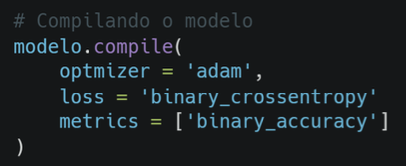 # Compilando o modelo
modelo.compile(
optmizer = 'adam',
loss = 'binary_crossentropy'
metrics = ['binary_accuracy']
)